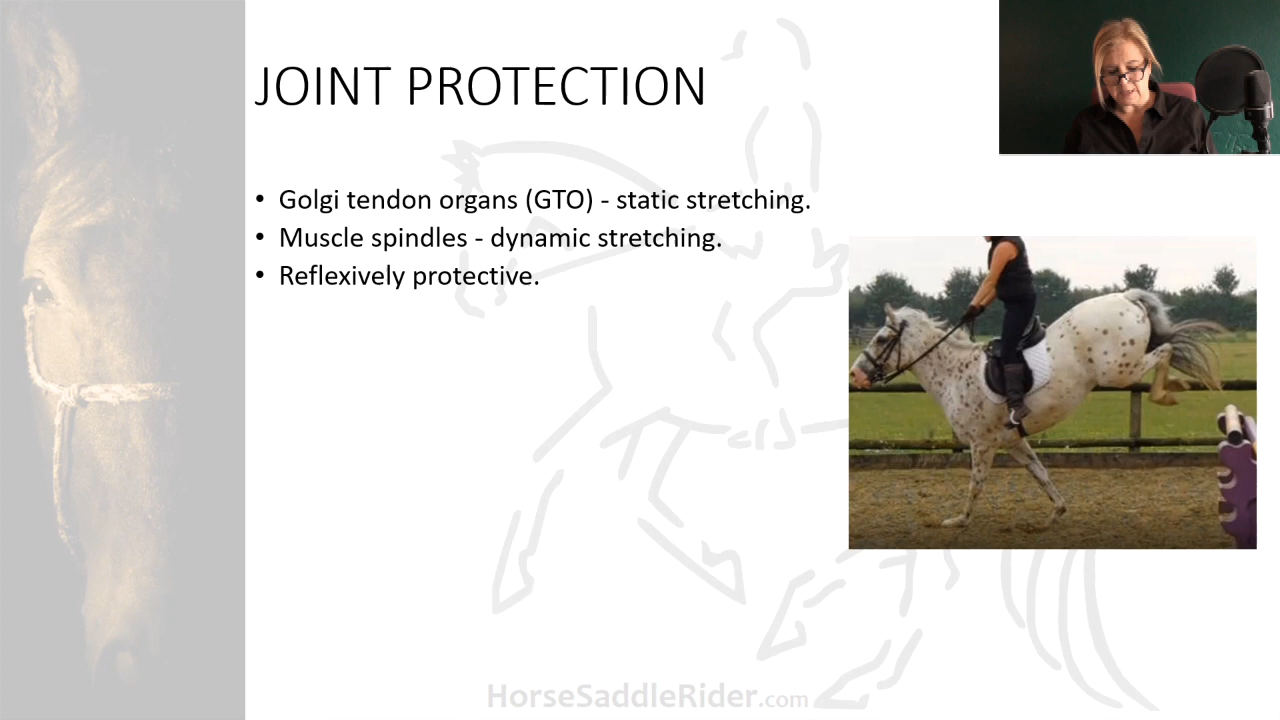 JOINT PROTECTION
• Golgi tendon organs (GTO) - static stretching.
• Muscle spindles - dynamic stretching.
• Reflexively protective.
HorseSaddleRider.com